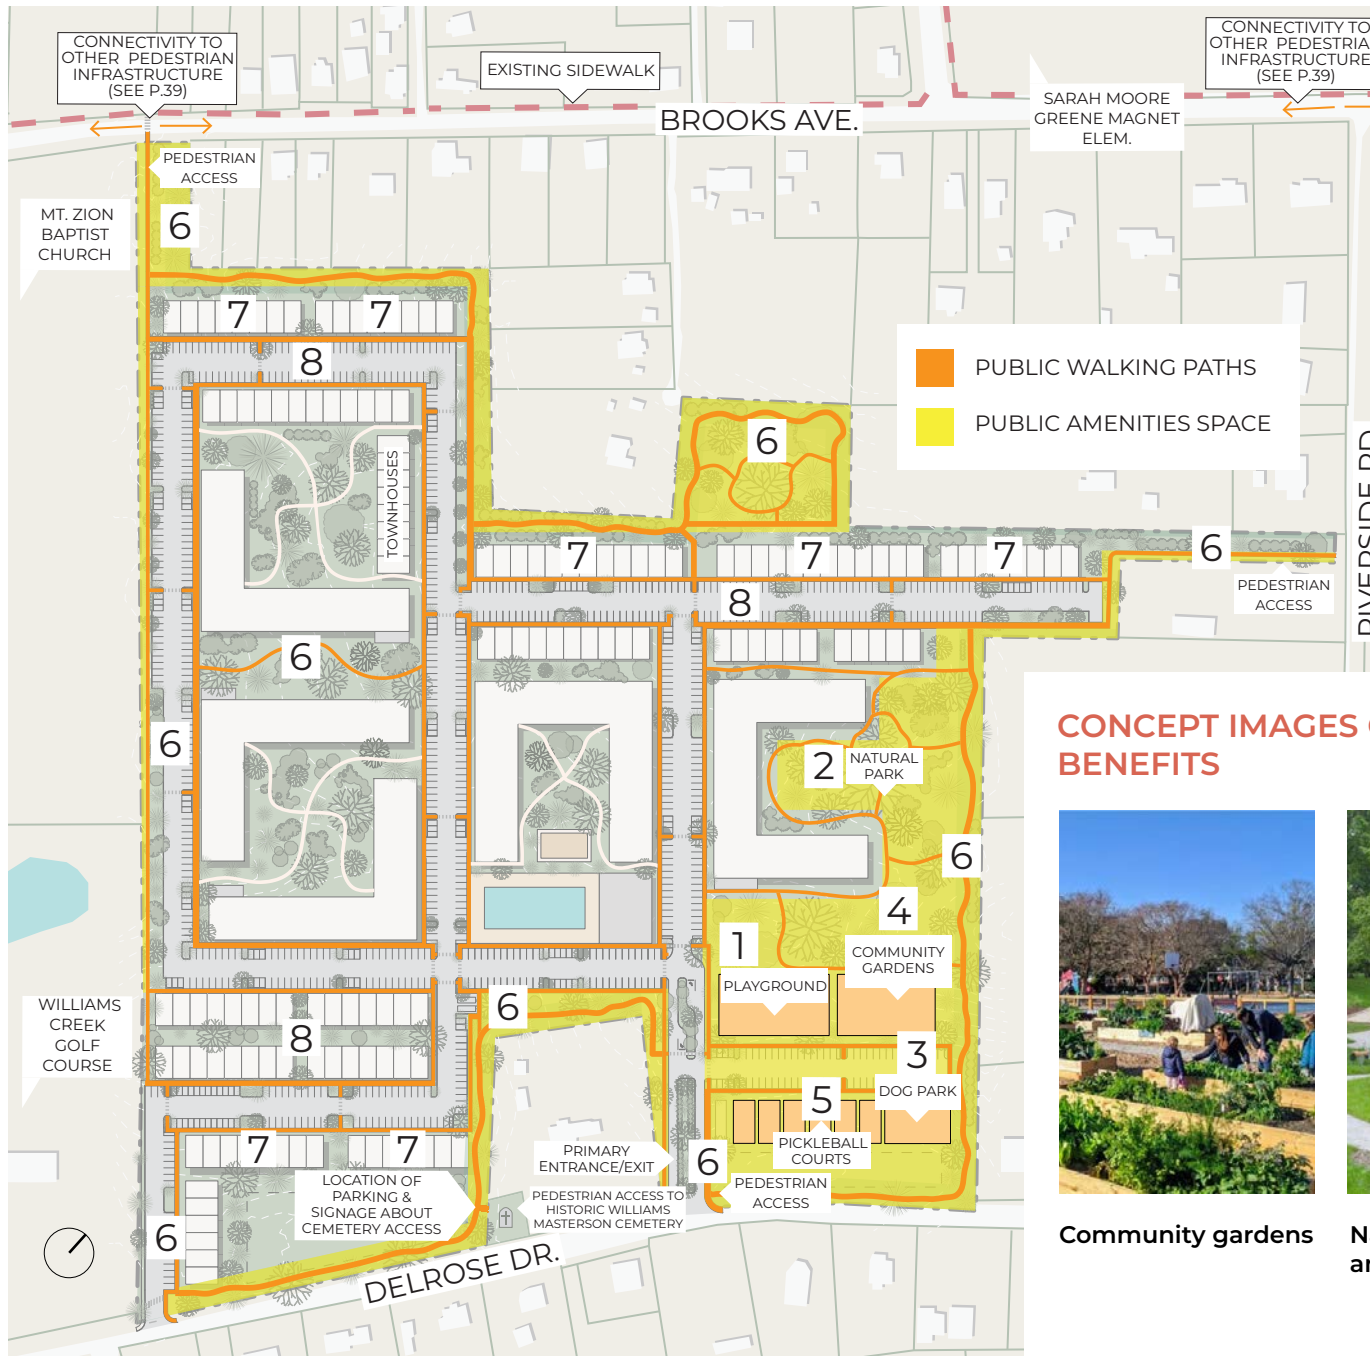 CONNECTIVITY TO
OTHER PEDESTRIAN
INFRASTRUCTURE
(SEE P.39)
EXISTING SIDEWALK
CONNECTIVITY TO
OTHER PEDESTRIA
INFRASTRUCTURE
(SEE P.39)
BROOKS AVE.
SARAH MOORE
GREENE MAGNET
ELEM.
PEDESTRIAN
ACCESS
MT. ZION
BAPTIST
CHURCH
6
7
7
8
PUBLIC WALKING PATHS
PUBLIC AMENITIES SPACE
6
TOWNHOUSES
RIVERSIDE RD
7
7
7
6
8
PEDESTRIAN
ACCESS
6
6
2
NATURAL
PARK
6
CONCEPT IMAGES
BENEFITS
4
1
COMMUNITY
GARDENS
PLAYGROUND
WILLIAMS
CREEK
GOLF
COURSE
6
8
3
DOG PARK
5
PICKLEBALL
COURTS
7
7
PRIMARY
ENTRANCE/EXIT
6
PEDESTRIAN
ACCESS
LOCATION OF
PARKING &
SIGNAGE ABOUT
CEMETERY ACCESS
PEDESTRIAN ACCESS TO
HISTORIC WILLIAMS
MASTERSON CEMETERY
6
DELROSE DR.
Community gardens
N
ar